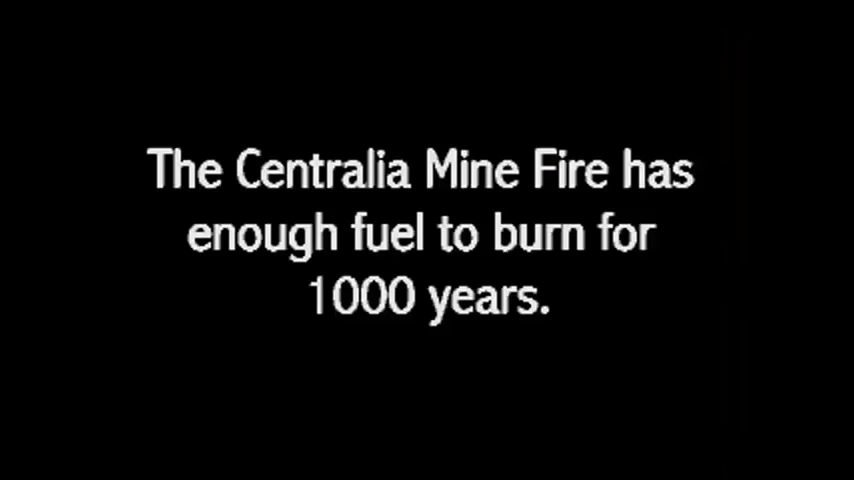 The Centralia Mine Fire has
enough fuel to burn for
1000 years.